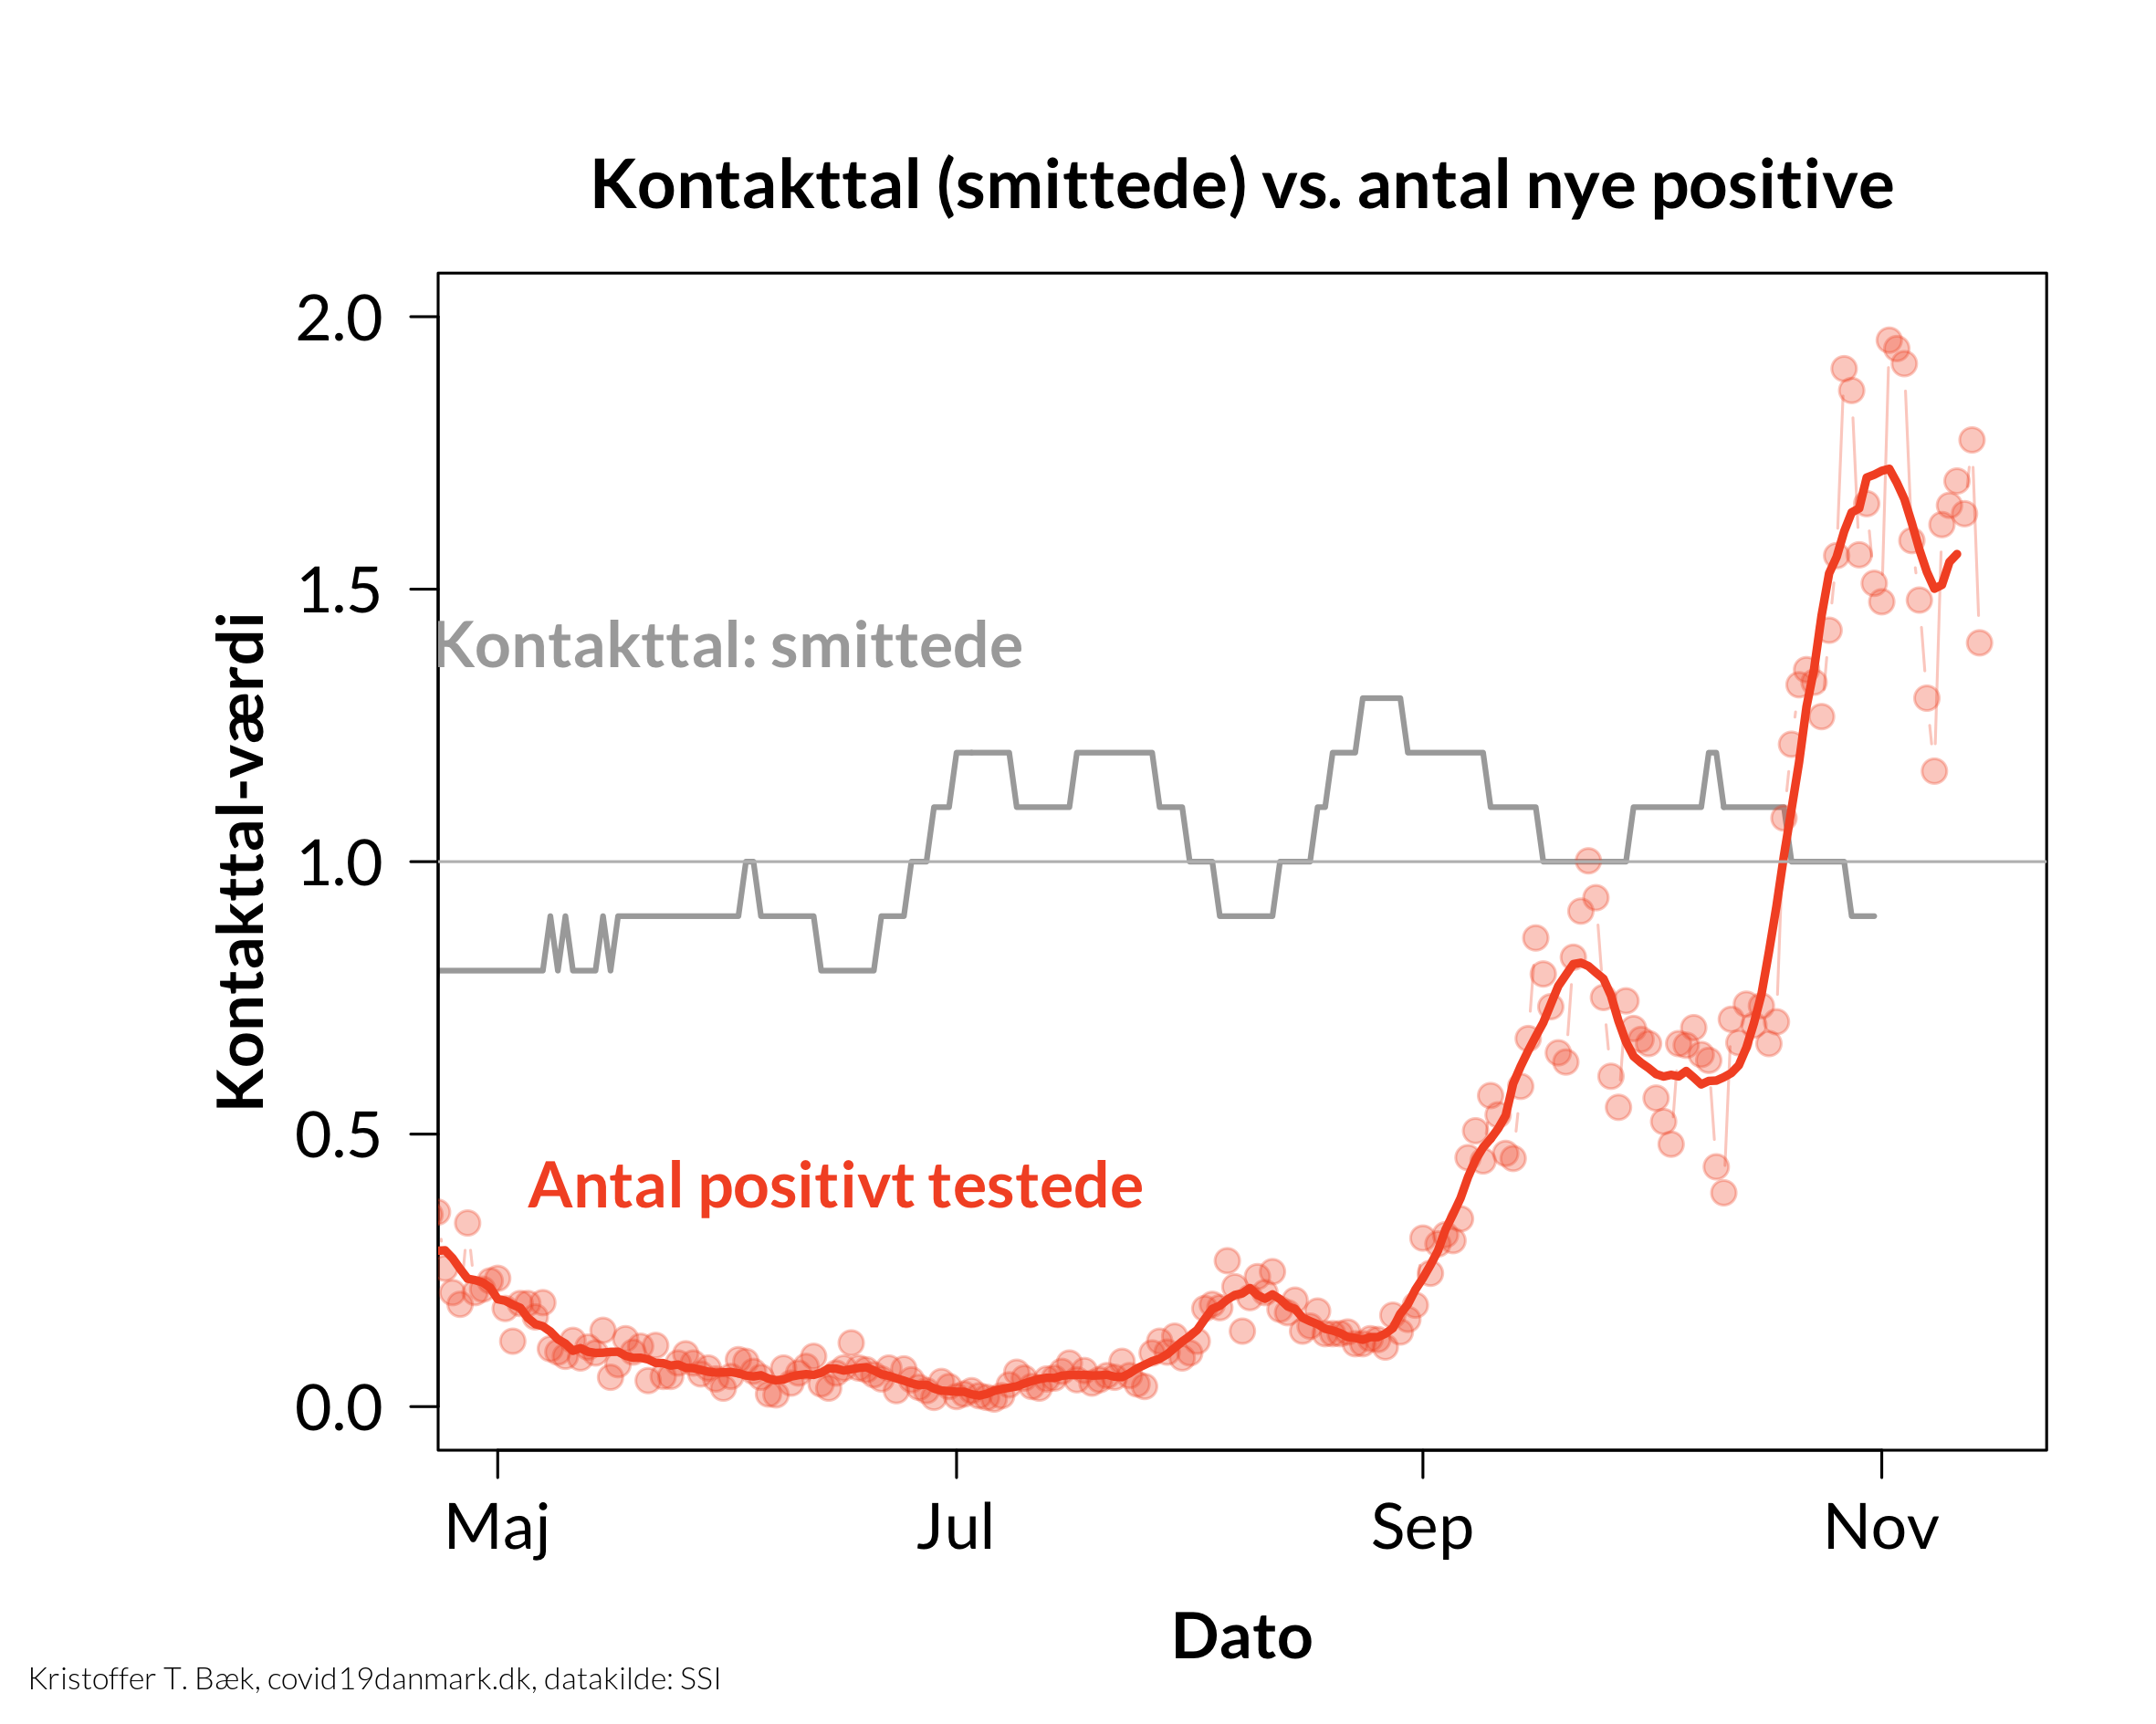 Kontakttal (smittede) vs. antal nye positive
2.0
1.5
1.0
0.5
0.0
Kontakttal-værdi
Kontakttal: smittede
Antal positivt testede
Maj
Jul
Sep
Nov
Dato
Kristoffer T. Bæk, covid19danmark.dk, datakilde: SSI